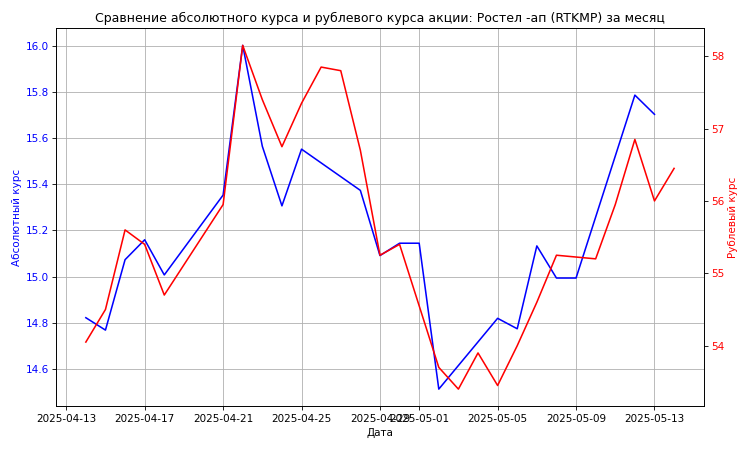 Сравнение абсолютного курса и рублевого курса акции: Ростел -ап (RTKMP) за месяц
Абсолютный курс
16.0
15.8
15.6
15.4
15.2
15.0
14.8
14.6
58
57
56
55
54
Рублевый курс
2025-04-13 2025-04-17 2025-04-21 2025-04-25 2025-04-29 2025-05-01 2025-05-05 2025-05-09 2025-05-13
Дата